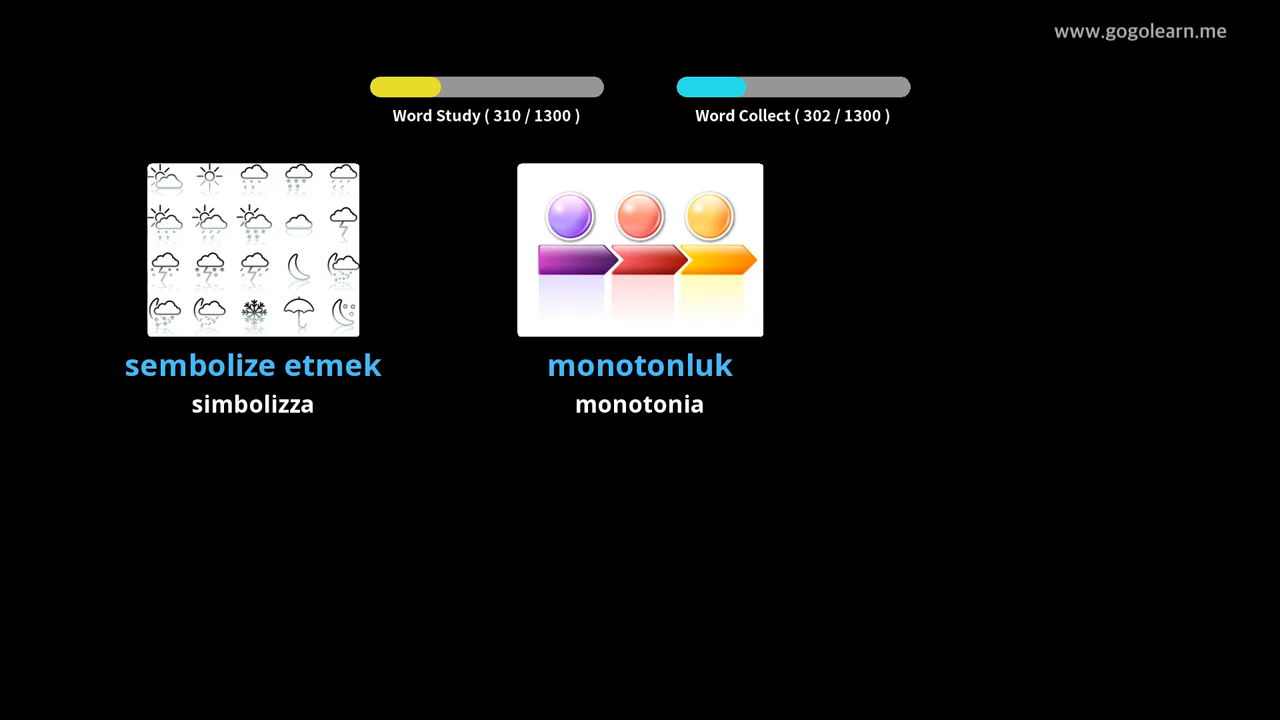 www.gogolearn.me
Word Study ( 310 / 1300 )
Word Collect ( 302 / 1300 )
sembolize etmek
simbolizza
monotonluk
monotonia